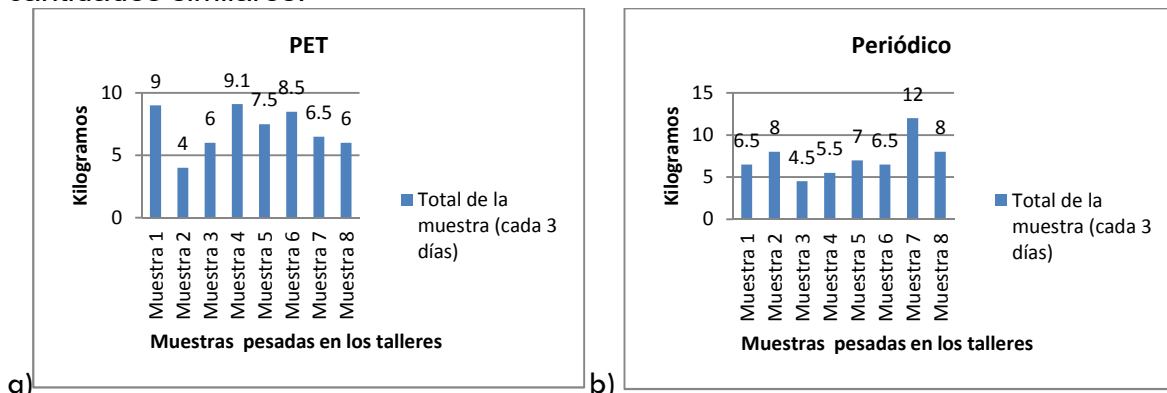 PET
Kilogramos
10
5
0
9
4
6
9.1
7.5
8.5
6.5
6
Muestra 1
Muestra 2
Muestra 3
Muestra 4
Muestra 5
Muestra 6
Muestra 7
Muestra 8
Muestras pesadas en los talleres
Total de la
muestra (cada 3
días)
a)
Periódico
Kilogramos
15
10
5
0
6.5
8
4.5
5.5
7
6.5
12
8
Muestra 1
Muestra 2
Muestra 3
Muestra 4
Muestra 5
Muestra 6
Muestra 7
Muestra 8
Muestras pesadas en los talleres
Total de la
muestra (cada 3
días)
b)